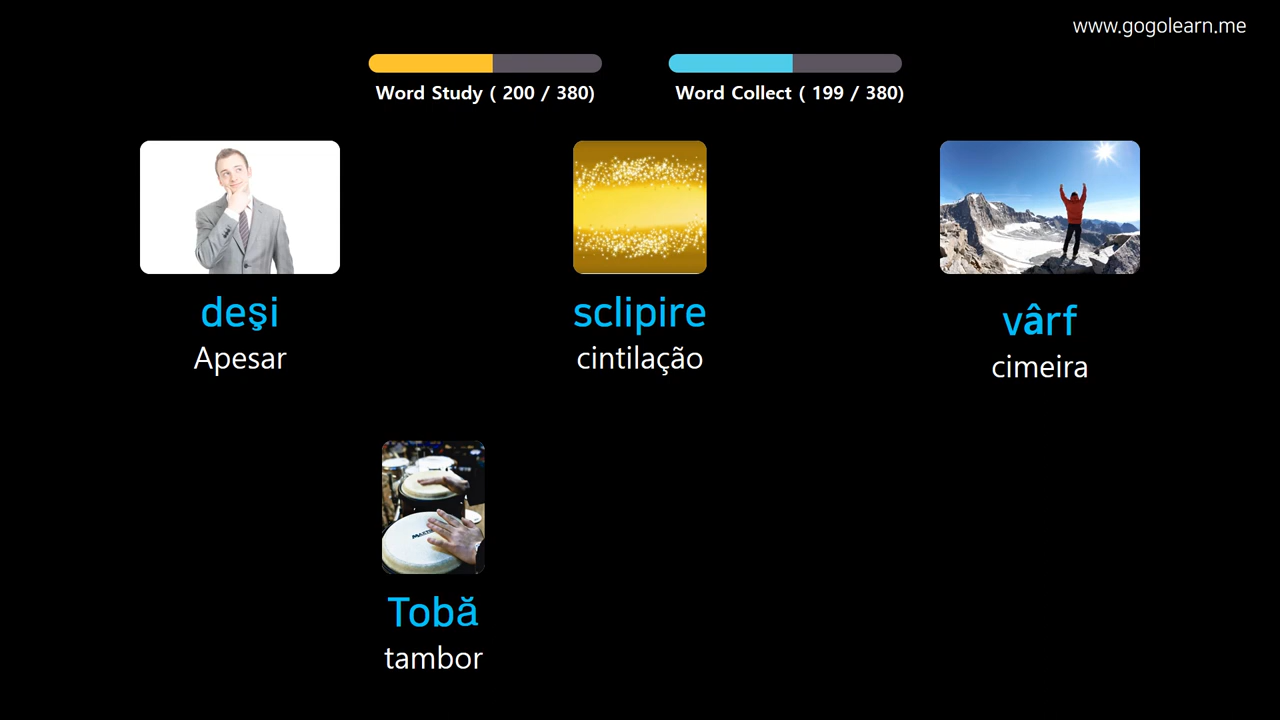 www.gogolearn.me
Word Study ( 200 / 380)
Word Collect ( 199 / 380)
deşi
Apesar
sclipire
cintilação
vârf
cimeira
Tobă
tambor